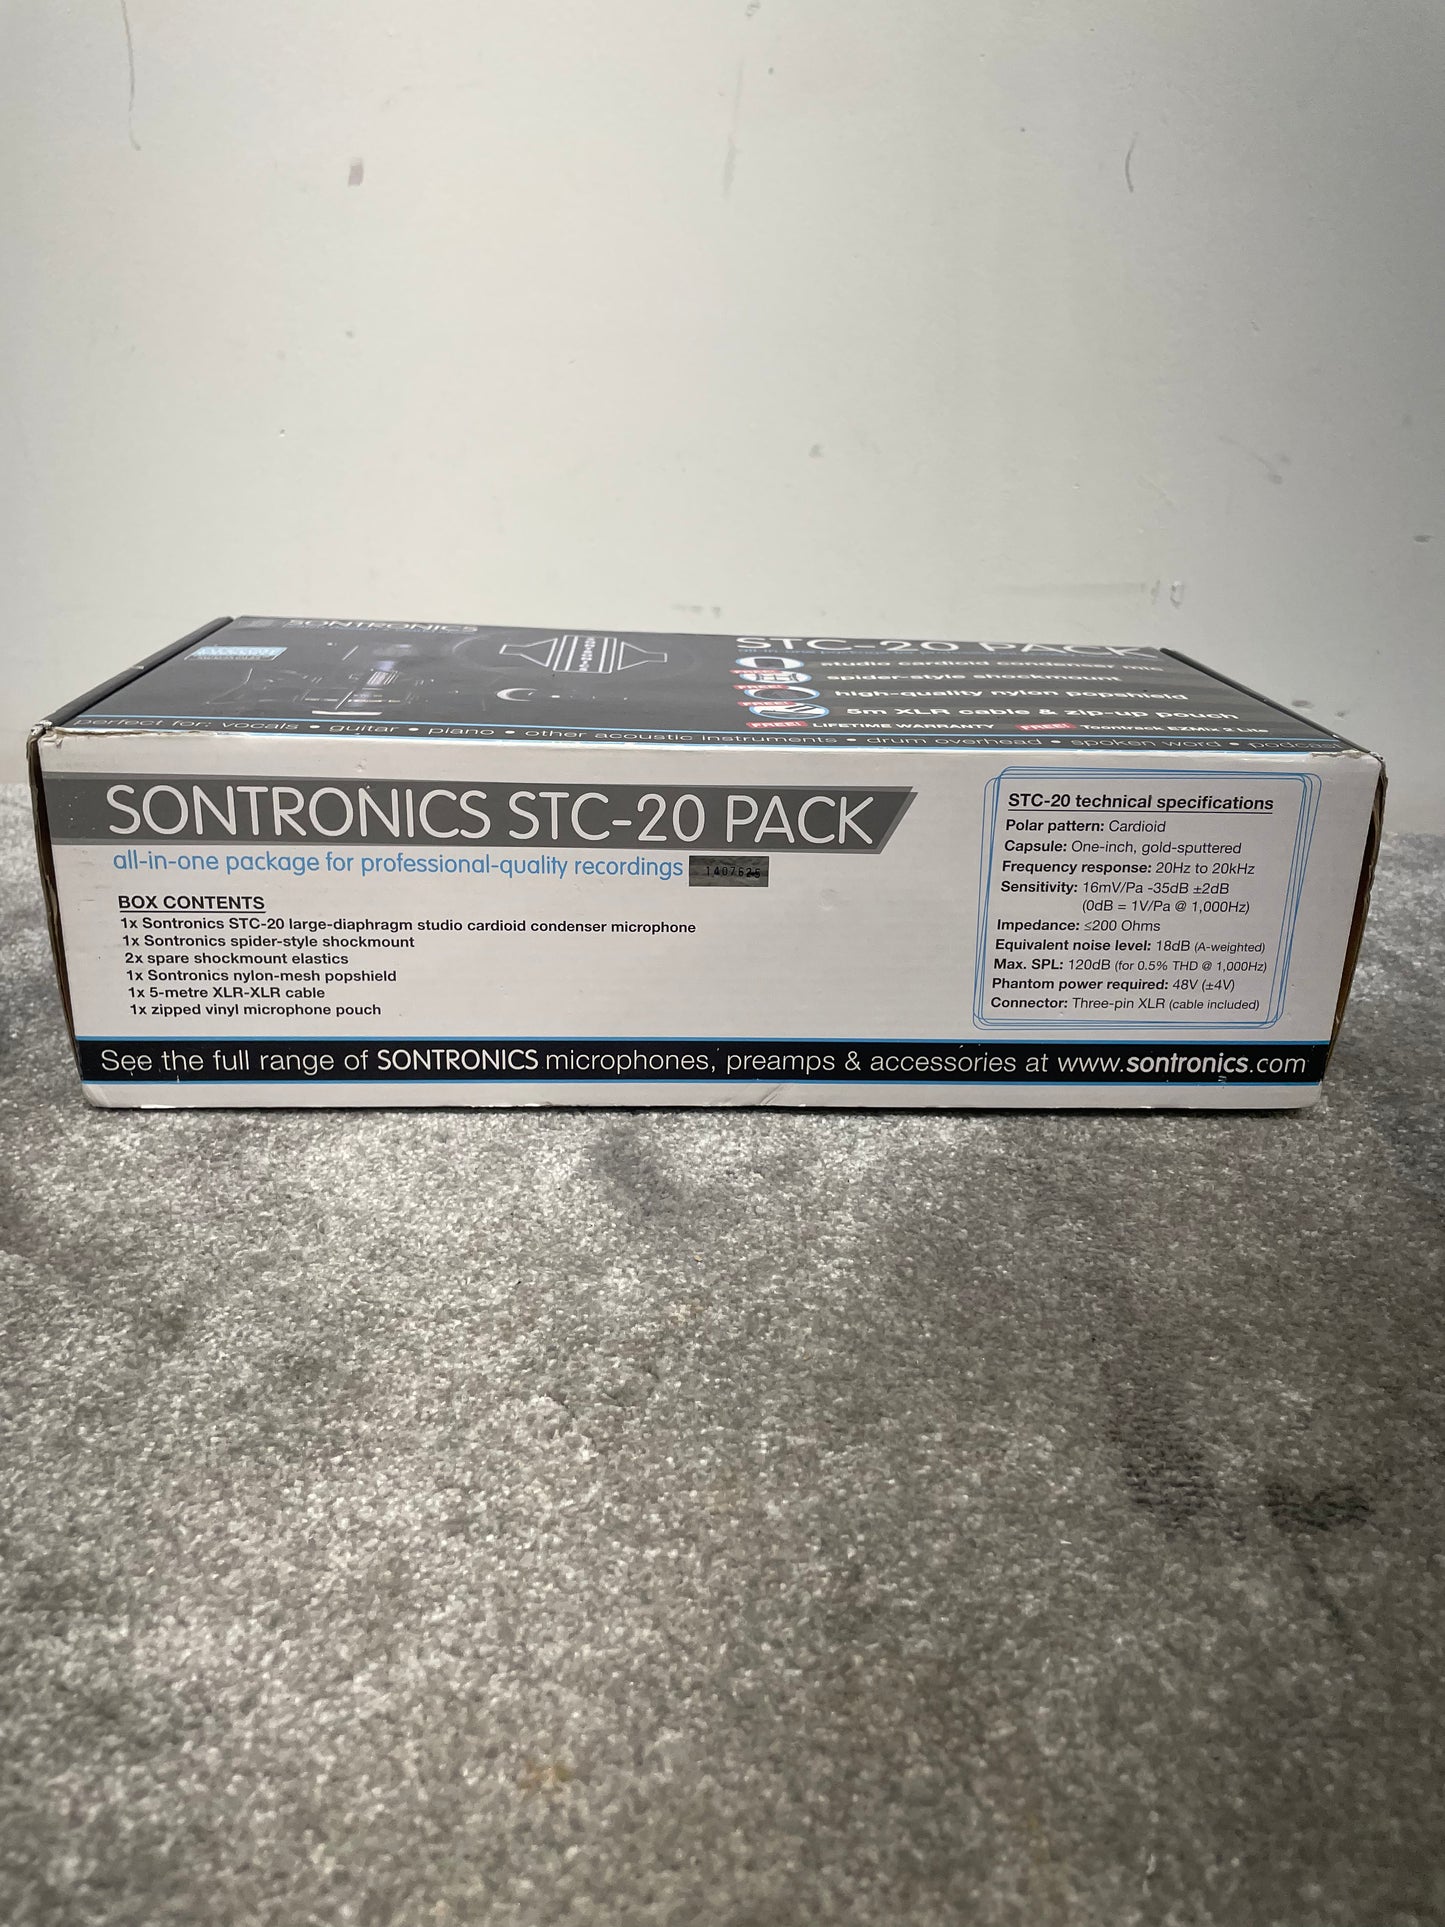 SONTRONICS
STC-20 PACK
studio cardioid condenser
spider-style shockmount
FREE!
high-quality nylon popshield
FREE!
5m XLR cable & zip-up pouch
FREE! LIFETIME WARRANTY FREE! Toontrack EZMix 2 Lite
perfect for: vocals • guitar • piano • other acoustic instruments • drum overhead • spoken word • podcast
SONTRONICS STC-20 PACK
all-in-one package for professional-quality recordings
1407625
BOX CONTENTS
1x Sontronics STC-20 large-diaphragm studio cardioid condenser microphone
1x Sontronics spider-style shockmount
2x spare shockmount elastics
1x Sontronics nylon-mesh popshield
1x 5-metre XLR-XLR cable
1x zipped vinyl microphone pouch
STC-20 technical specifications
Polar pattern: Cardioid
Capsule: One-inch, gold-sputtered
Frequency response: 20Hz to 20kHz
Sensitivity: 16mV/Pa -35dB ±2dB
(0dB = 1V/Pa @ 1,000Hz)
Impedance: ≤200 Ohms
Equivalent noise level: 18dB (A-weighted)
Max. SPL: 120dB (for 0.5% THD @ 1,000Hz)
Phantom power required: 48V (±4V)
Connector: Three-pin XLR (cable included)
See the full range of SONTRONICS microphones, preamps & accessories at www.sontronics.com